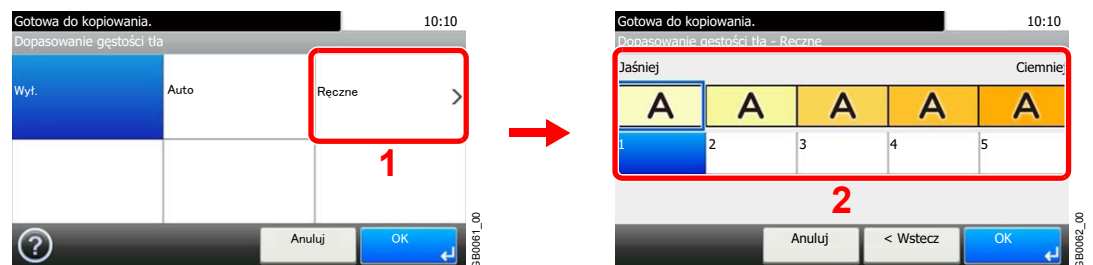 Gotowa do kopiowania. 10:10
Dopasowanie gęstości tła
Wył. Auto Ręczne
1
Anuluj OK
GB0061_00
Gotowa do kopiowania. 10:10
Dopasowanie gęstości tła - Ręczne
Jaśniej Ciemniej
A A A A A
1 2 3 4 5
2
Anuluj < Wstecz OK
GB0062_00